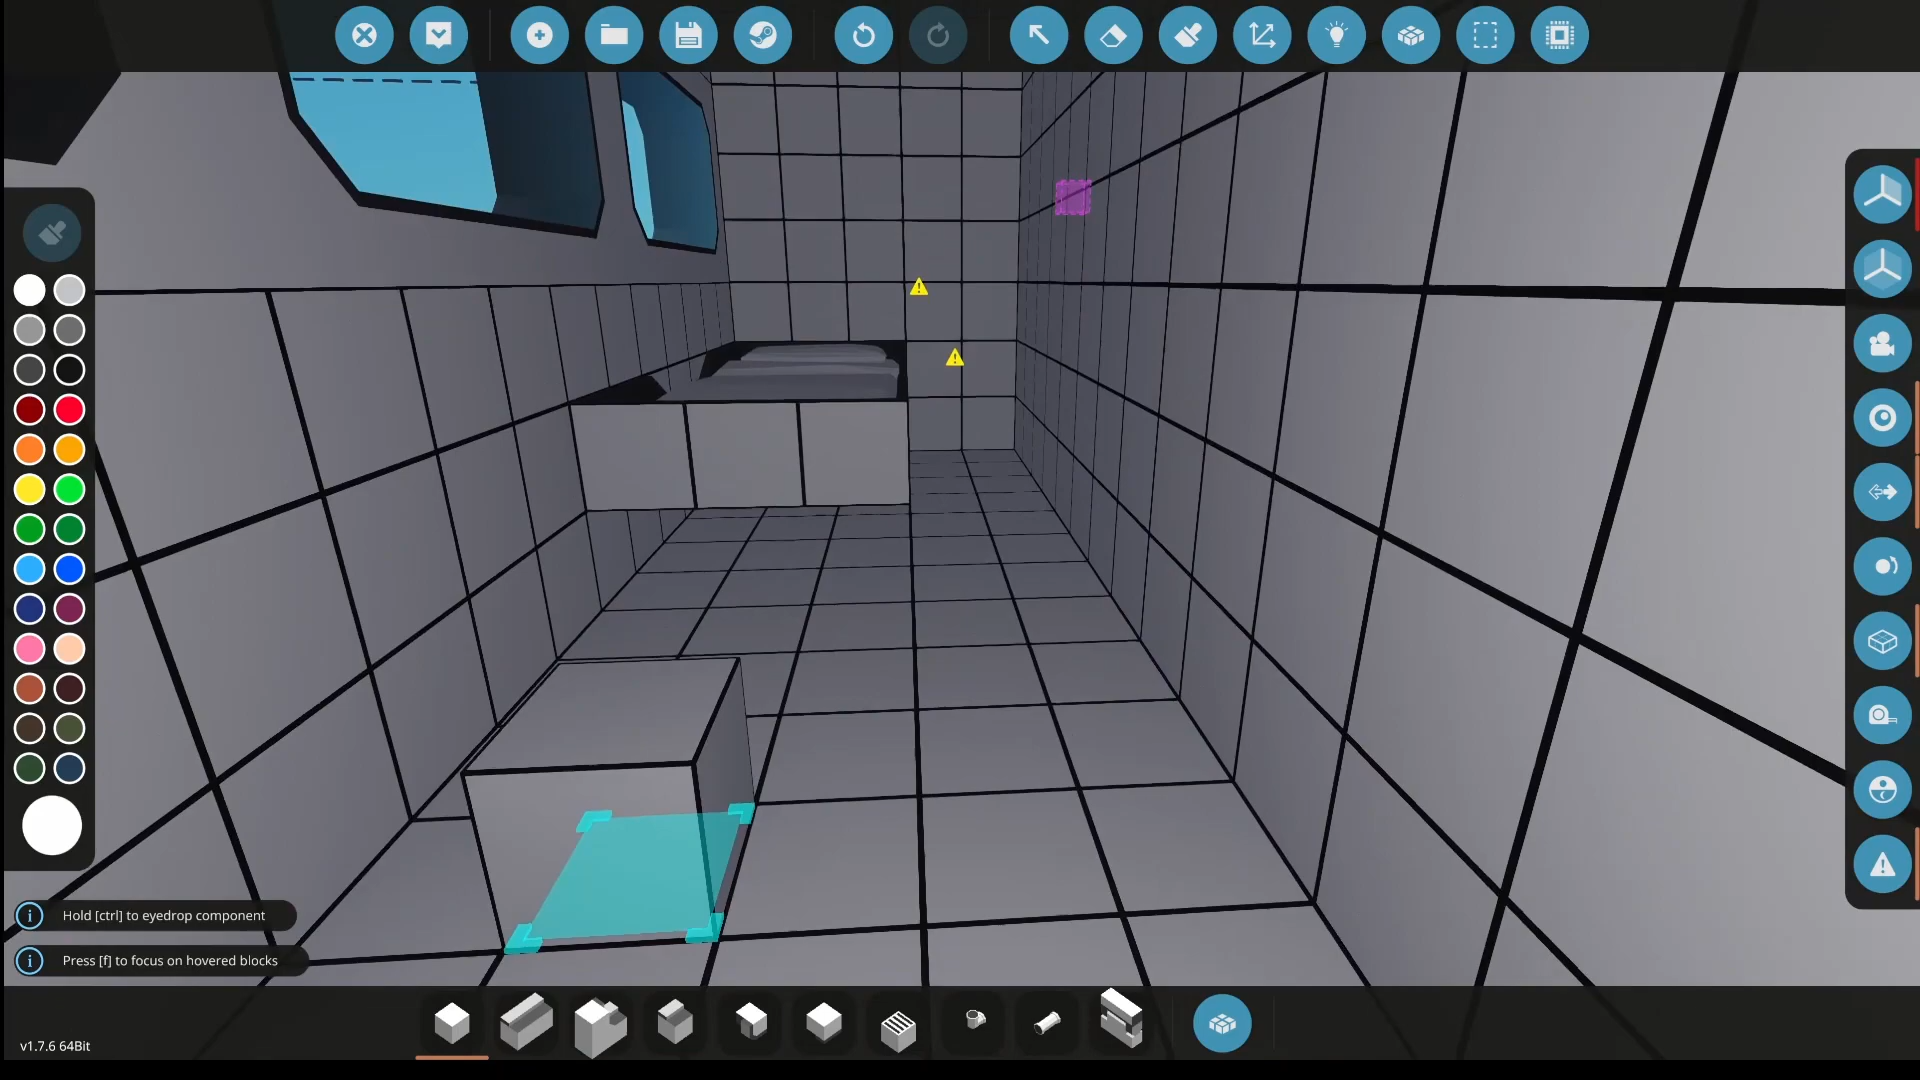 Hold [ctrl] to eyedrop component
Press [f] to focus on hovered blocks
v1.7.6 64Bit